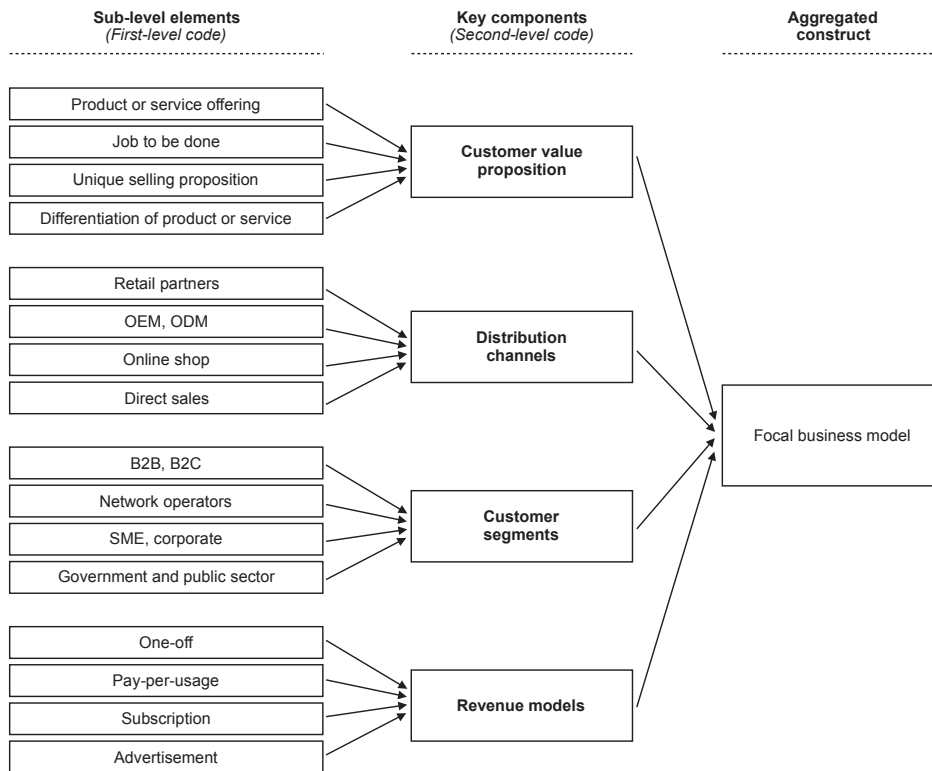 Sub-level elements
(First-level code)
Key components
(Second-level code)
Aggregated
construct
Product or service offering
Job to be done
Unique selling proposition
Differentiation of product or service
Customer value
proposition
Retail partners
OEM, ODM
Online shop
Direct sales
Distribution
channels
Focal business model
B2B, B2C
Network operators
SME, corporate
Government and public sector
Customer
segments
One-off
Pay-per-usage
Subscription
Advertisement
Revenue models